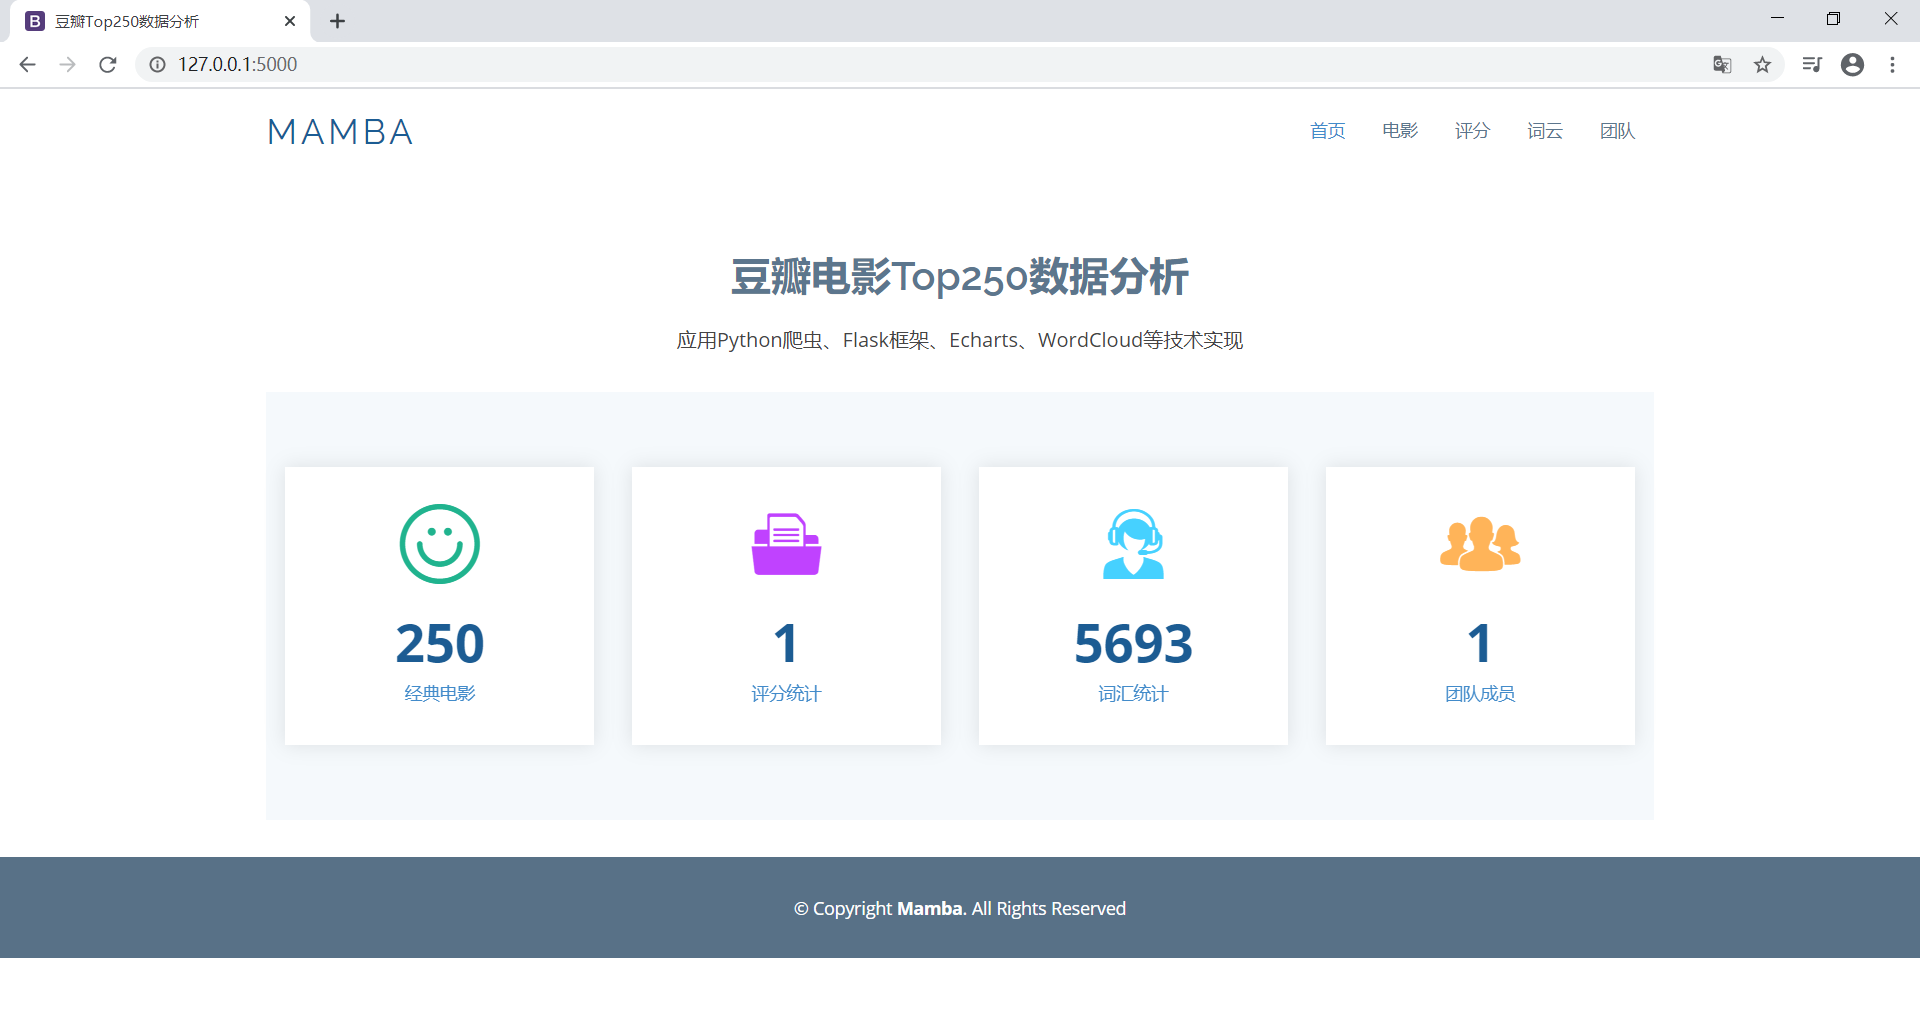 豆瓣Top250数据分析
127.0.0.1:5000
MAMBA
首页 电影 评分 词云 团队
豆瓣电影Top250数据分析
应用Python爬虫、Flask框架、Echarts、WordCloud等技术实现
250
经典电影
1
评分统计
5693
词汇统计
1
团队成员
© Copyright Mamba. All Rights Reserved